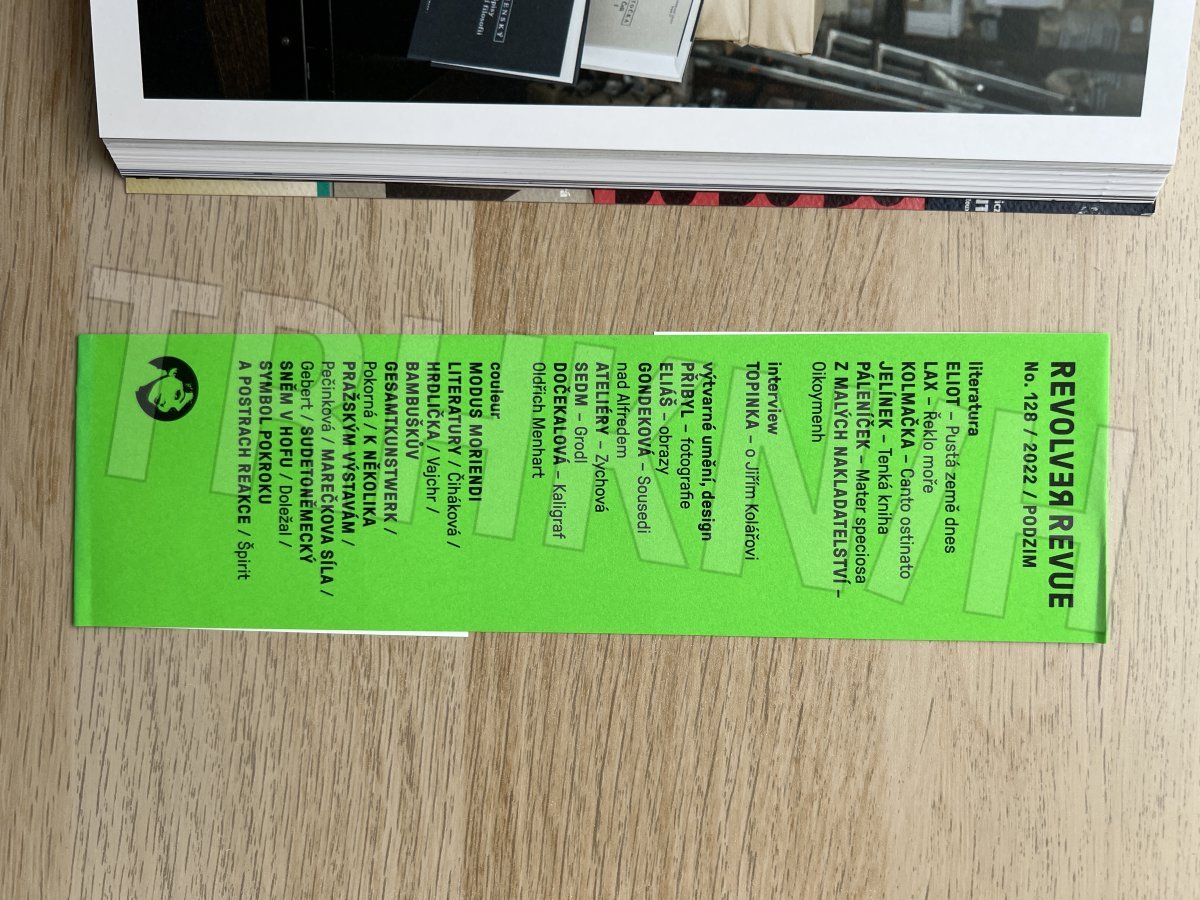 REVOLVER REVUE
No. 128 / 2022 / PODZIM
literatura
ELIOT – Pustá země dnes
LAX – Řeklo moře
KOLMAČKA – Canto ostinato
JELÍNEK – Tenká kniha
PÁLENÍČEK – Mater speciosa
Z MALÝCH NAKLADATELSTVÍ –
Oikoymenh
interview
TOPINKA – o Jiřím Kolářovi
výtvarné umění, design
PŘIBYL – fotografie
ELIÁŠ – obrazy
GONDEKOVÁ – Sousedi
nad Alfredem
ATELIÉRY – Zychová
SEDM – Grodl
DOČEKALOVÁ – Kaligraf
Oldřich Menhart
couleur
MODUS MORIENDI
LITERATURY / Čiháková /
HRDLIČKA / Vajchr /
BAMBUŠKŮV
GESAMTKUNSTWERK /
Pokorná / K NĚKOLIKA
PRAŽSKÝM VÝSTAVÁM /
Pečinková / MAREČKOVA SÍLA /
Gebert / SUDETONĚMECKÝ
SNĚM V HOFU / Doležal /
SYMBOL POKROKU
A POSTRACH REAKCE / Špirit